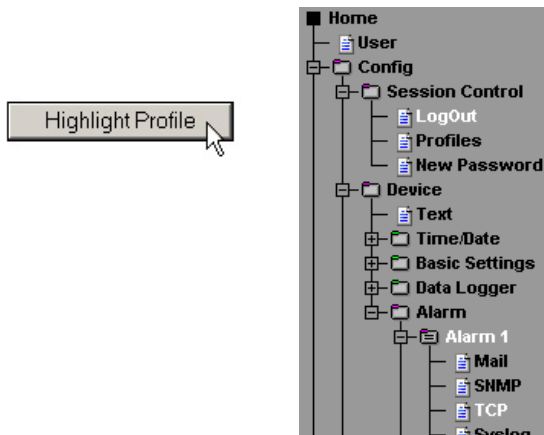 Highlight Profile
Home
User
Config
Session Control
LogOut
Profiles
New Password
Device
Text
Time/Date
Basic Settings
Data Logger
Alarm
Alarm 1
Mail
SNMP
TCP
Syslog